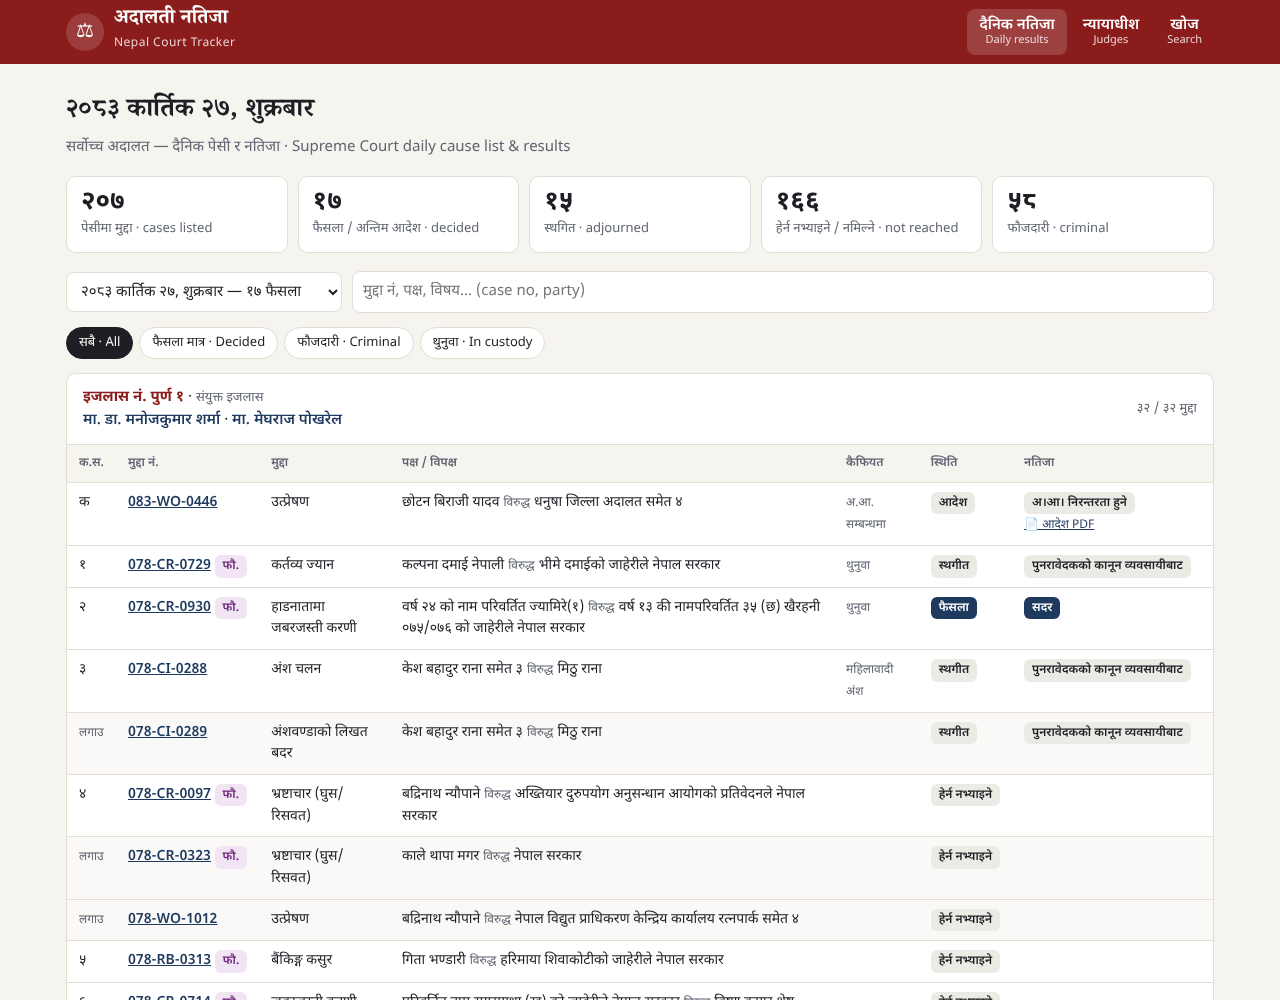 अदालती नतिजा
Nepal Court Tracker
दैनिक नतिजा
Daily results
न्यायाधीश
Judges
खोज
Search
२०८३ कार्तिक २७, शुक्रबार
सर्वोच्च अदालत — दैनिक पेसी र नतिजा · Supreme Court daily cause list & results
२०७
पेसीमा मुद्दा · cases listed
१७
फैसला / अन्तिम आदेश · decided
१५
स्थगित · adjourned
१६६
हेर्न नभ्याइने / नमिल्ने · not reached
५८
फौजदारी · criminal
२०८३ कार्तिक २७, शुक्रबार — १७ फैसला
मुद्दा नं, पक्ष, विषय... (case no, party)
सबै · All
फैसला मात्र · Decided
फौजदारी · Criminal
थुनुवा · In custody
इजलास नं. पुर्ण १ · संयुक्त इजलास
मा. डा. मनोजकुमार शर्मा · मा. मेघराज पोखरेल
३२ / ३२ मुद्दा
क.स. मुद्दा नं. मुद्दा पक्ष / विपक्ष कैफियत स्थिति नतिजा
क 083-WO-0446 उत्प्रेषण छोटन बिराजी यादव विरुद्ध धनुषा जिल्ला अदालत समेत ४ अ.आ. सम्बन्धमा आदेश अ।आ। निरन्तरता हुने
📄 आदेश PDF
१ 078-CR-0729 फौ. कर्तव्य ज्यान कल्पना दमाई नेपाली विरुद्ध भीमे दमाईको जाहेरीले नेपाल सरकार थुनुवा स्थगीत पुनरावेदकको कानून व्यवसायीबाट
२ 078-CR-0930 फौ. हाडनातामा जबरजस्ती करणी वर्ष २४ को नाम परिवर्तित ज्यामिरे(१) विरुद्ध वर्ष १३ की नामपरिवर्तित ३५ (छ) खैरहनी ०७५/०७६ को जाहेरीले नेपाल सरकार थुनुवा फैसला सदर
३ 078-CI-0288 अंश चलन केश बहादुर राना समेत ३ विरुद्ध मिठु राना महिलावादी अंश स्थगीत पुनरावेदकको कानून व्यवसायीबाट
लगाउ 078-CI-0289 अंशवण्डाको लिखत बदर केश बहादुर राना समेत ३ विरुद्ध मिठु राना स्थगीत पुनरावेदकको कानून व्यवसायीबाट
४ 078-CR-0097 फौ. भ्रष्टाचार (घुस/रिसवत) बद्रिनाथ न्यौपाने विरुद्ध अख्तियार दुरुपयोग अनुसन्धान आयोगको प्रतिवेदनले नेपाल सरकार हेर्न नभ्याइने
लगाउ 078-CR-0323 फौ. भ्रष्टाचार (घुस/रिसवत) काले थापा मगर विरुद्ध नेपाल सरकार हेर्न नभ्याइने
लगाउ 078-WO-1012 उत्प्रेषण बद्रिनाथ न्यौपाने विरुद्ध नेपाल विद्युत प्राधिकरण केन्द्रिय कार्यालय रत्नपार्क समेत ४ हेर्न नभ्याइने
५ 078-RB-0313 फौ. बैंकिङ्ग कसुर गिता भण्डारी विरुद्ध हरिमाया शिवाकोटीको जाहेरीले नेपाल सरकार हेर्न नभ्याइने